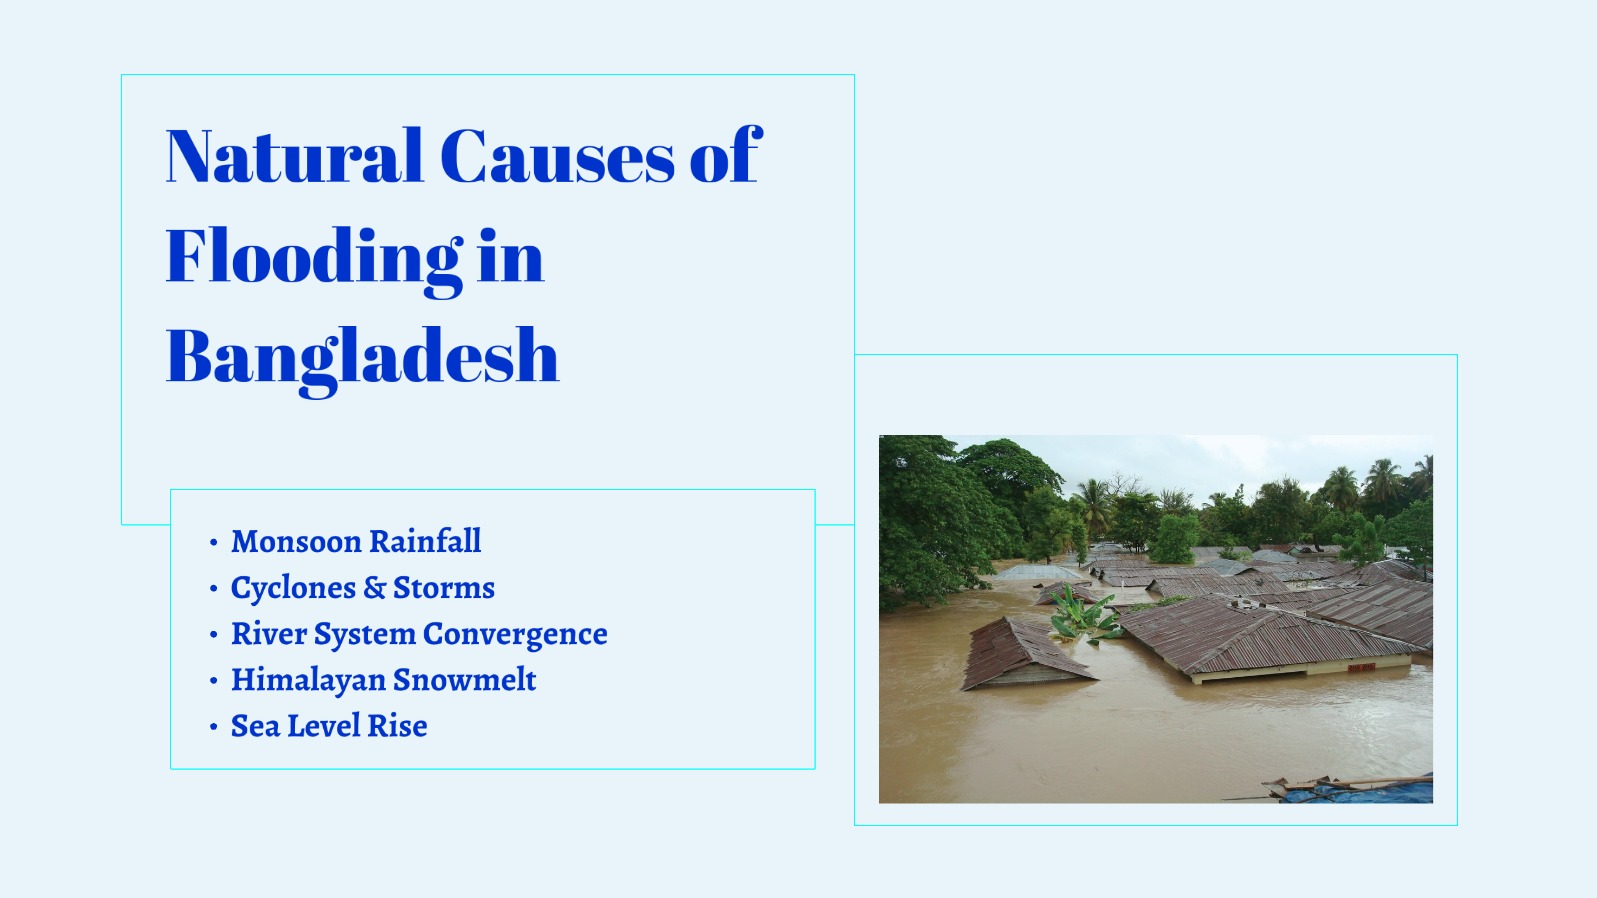 Natural Causes of
Flooding in
Bangladesh
• Monsoon Rainfall
• Cyclones & Storms
• River System Convergence
• Himalayan Snowmelt
• Sea Level Rise